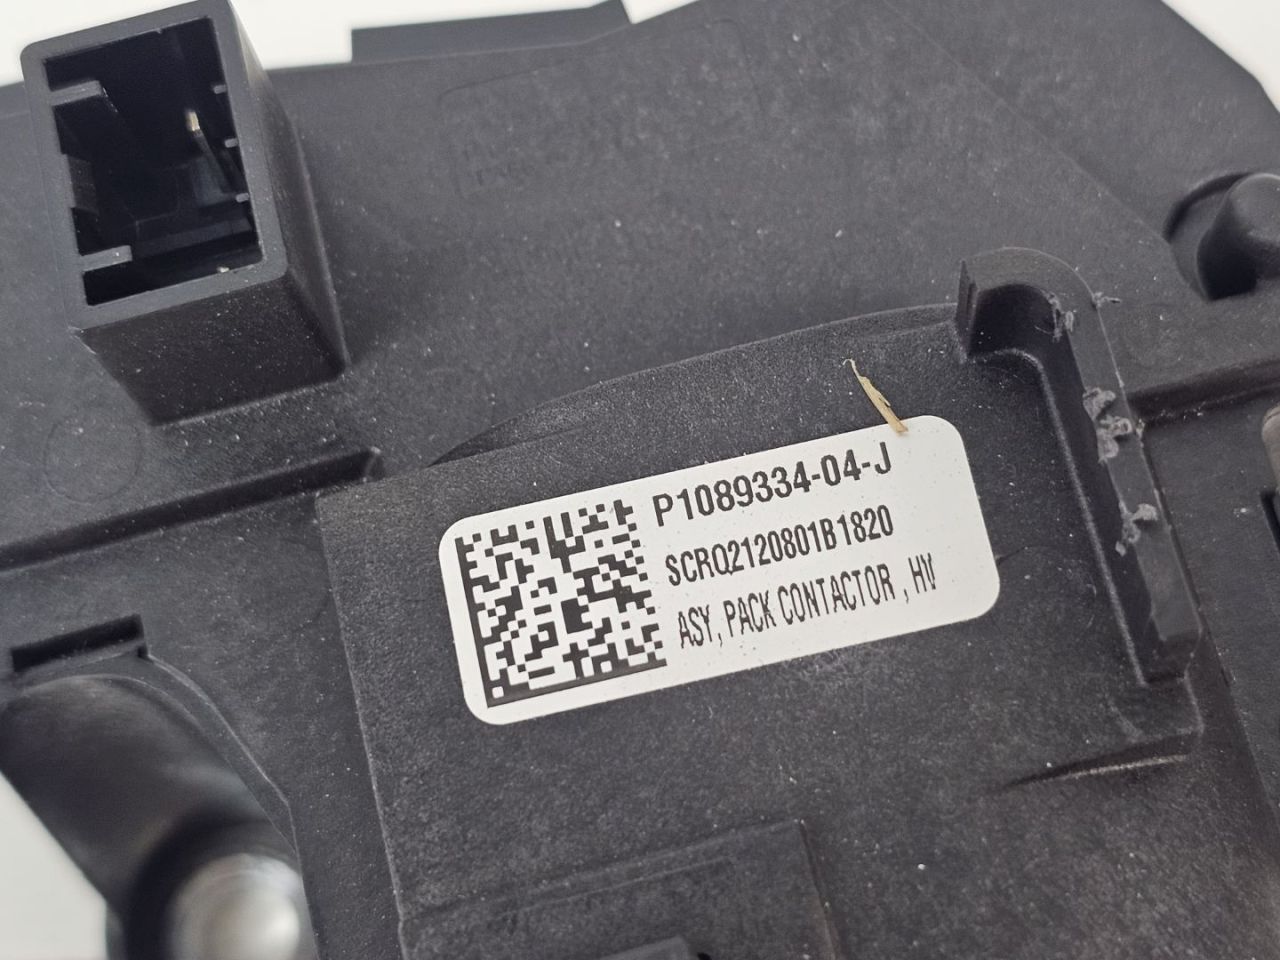 P1089334-04-J
SCRQ2120801B1820
ASY, PACK CONTACTOR , HV